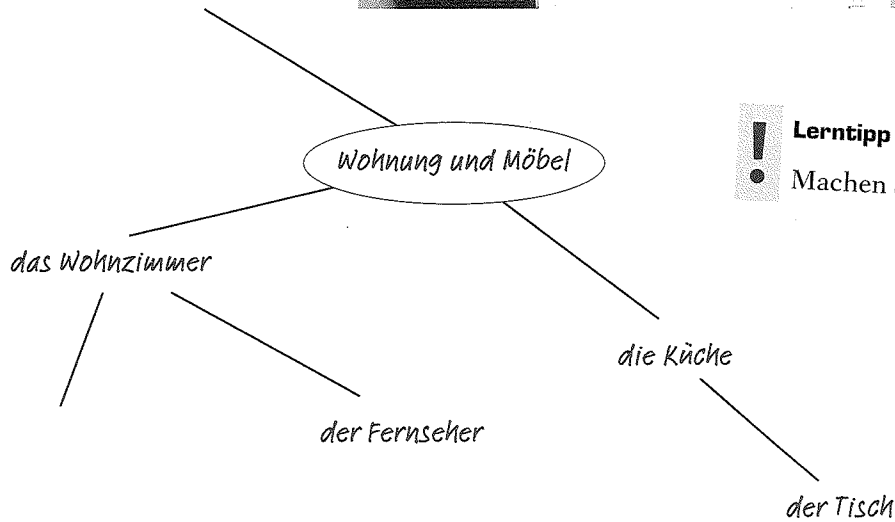 Wohnung und Möbel
! Lerntipp
Machen
das Wohnzimmer
die Küche
der Fernseher
der Tisch